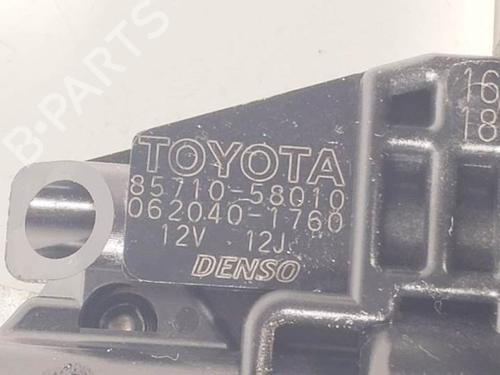 B-PARTS
TOYOTA
85710-58010
062040-1760
12V 12J
DENSO
16
18